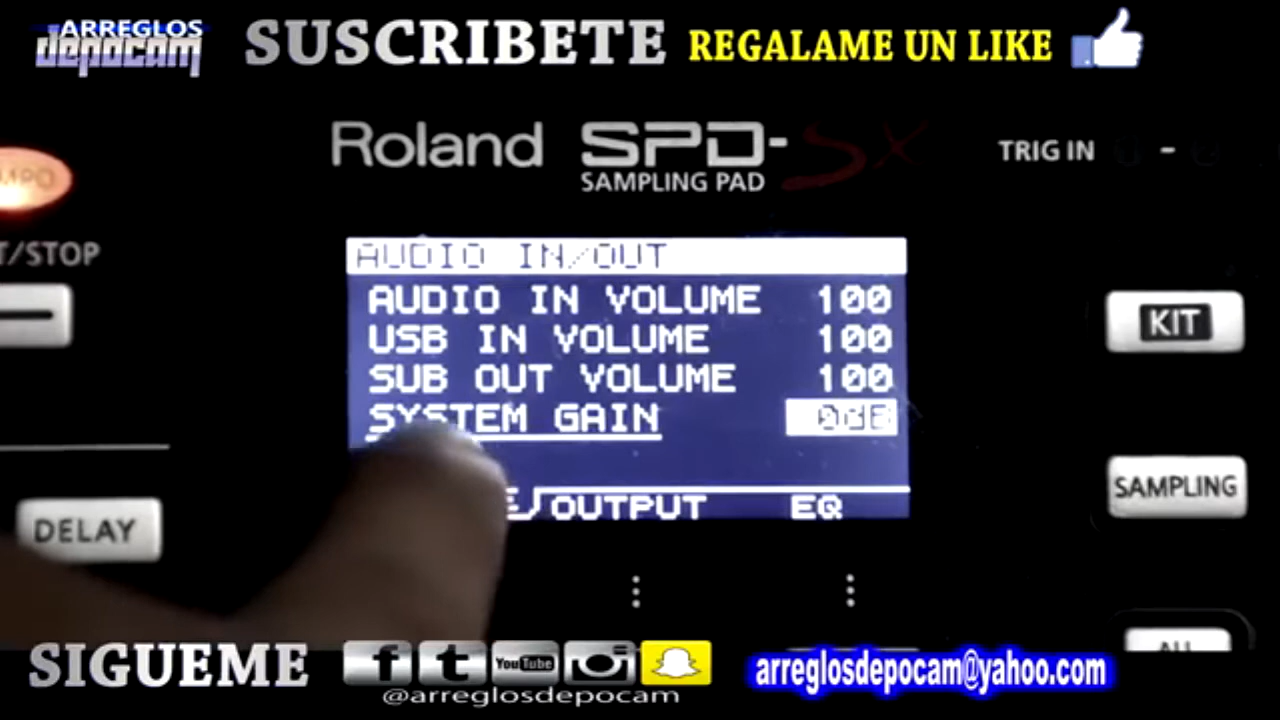 ARREGLOS
depocam
SUSCRIBETE
REGALAME UN LIKE
Roland SPD-SX
SAMPLING PAD
TRIG IN
T/STOP
AUDIO IN/OUT
AUDIO IN VOLUME 100
USB IN VOLUME 100
SUB OUT VOLUME 100
SYSTEM GAIN
OUTPUT EQ
KIT
SAMPLING
DELAY
ALL
SIGUEME
f t YouTube
@arreglosdepocam
arreglosdepocam@yahoo.com